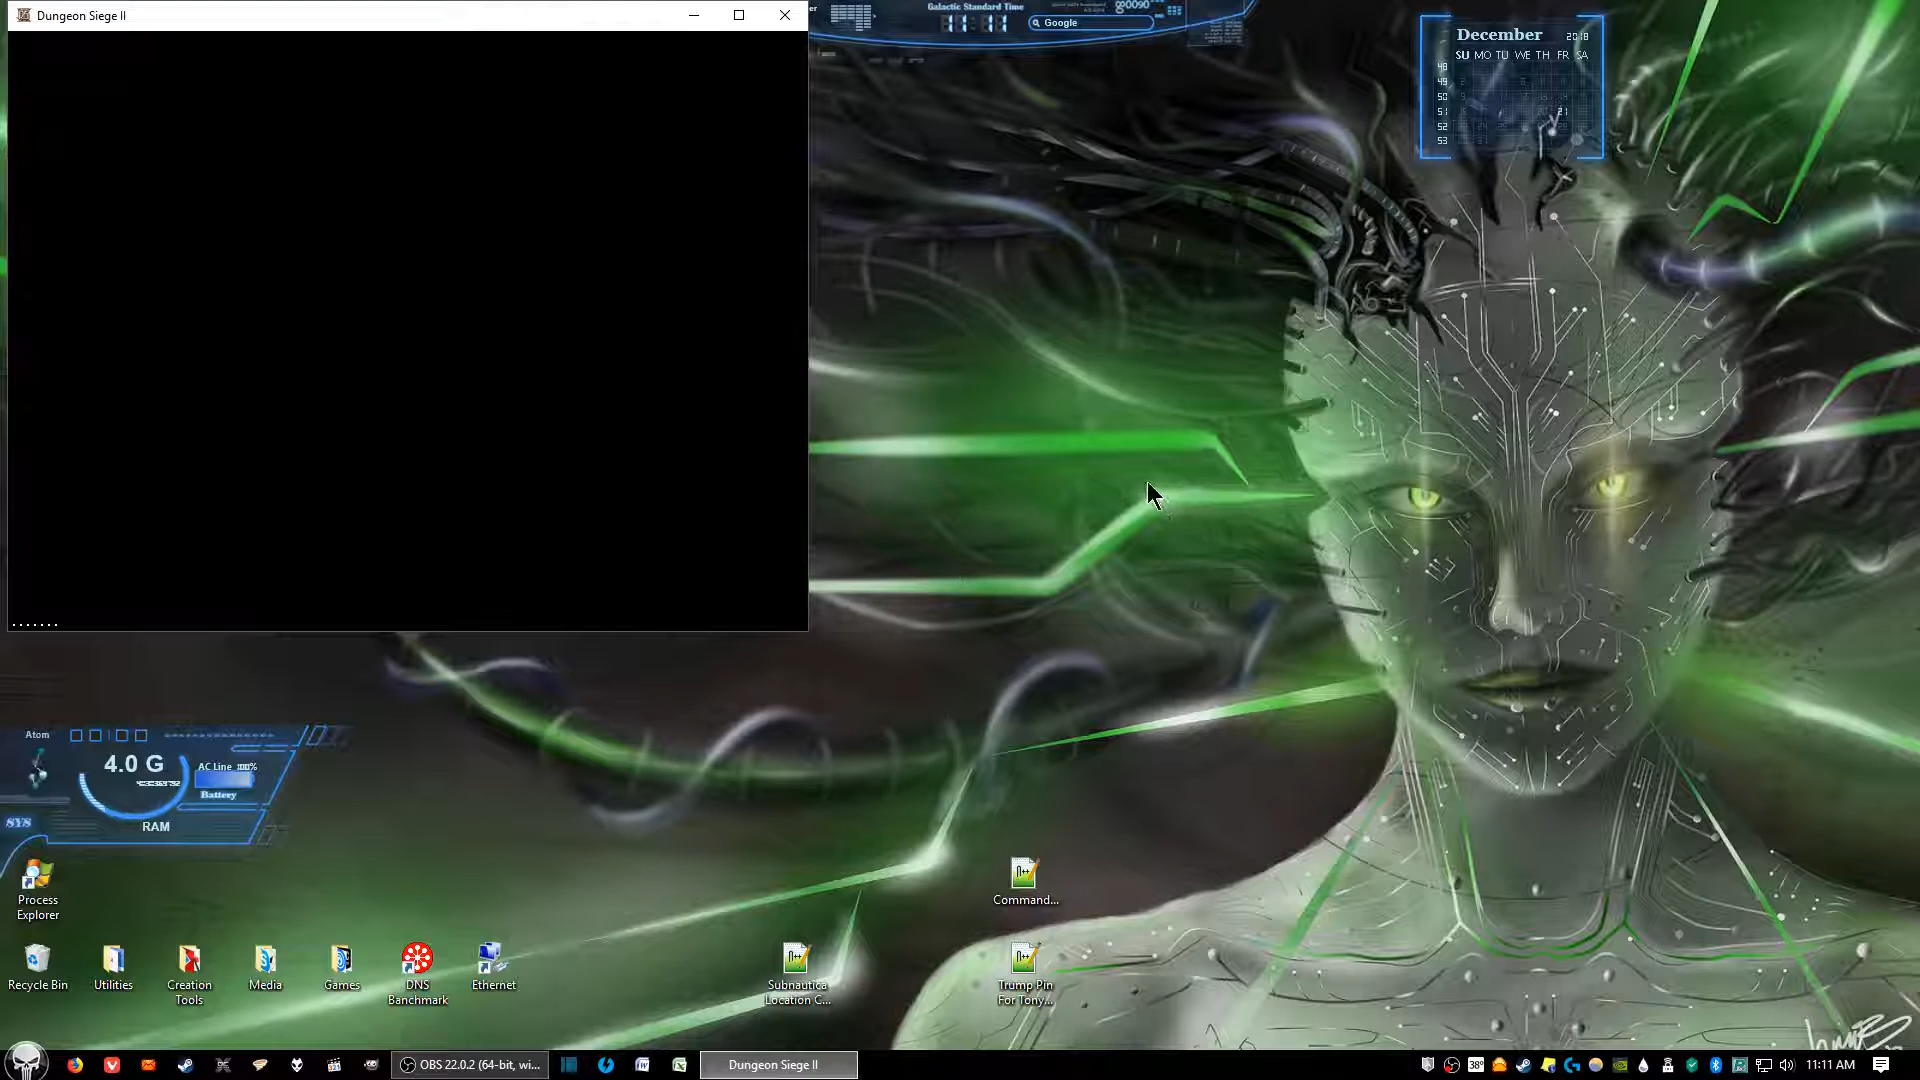 Dungeon Siege II
Galactic Standard Time
Google
December 2018
SU MO TU WE TH FR SA
48
49
50
51
52
53
21
Atom
4.0 G
AC Line
Battery
RAM
SYS
Process
Explorer
Recycle Bin
Utilities
Creation
Tools
Media
Games
DNS
Banchmark
Ethernet
Subnautica
Location C...
Command...
Trump Pin
For Tony...
.......
OBS 22.0.2 (64-bit, wi...
Dungeon Siege II
38°
11:11 AM